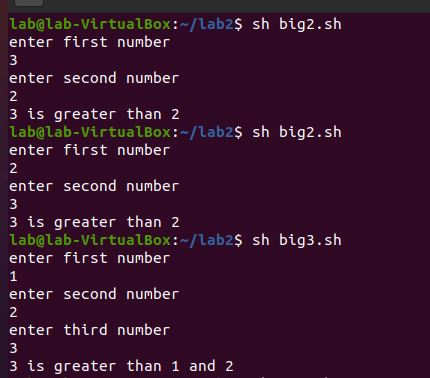 lab@lab-VirtualBox:~/lab2$ sh big2.sh
enter first number
3
enter second number
2
3 is greater than 2
lab@lab-VirtualBox:~/lab2$ sh big2.sh
enter first number
2
enter second number
3
3 is greater than 2
lab@lab-VirtualBox:~/lab2$ sh big3.sh
enter first number
1
enter second number
2
enter third number
3
3 is greater than 1 and 2